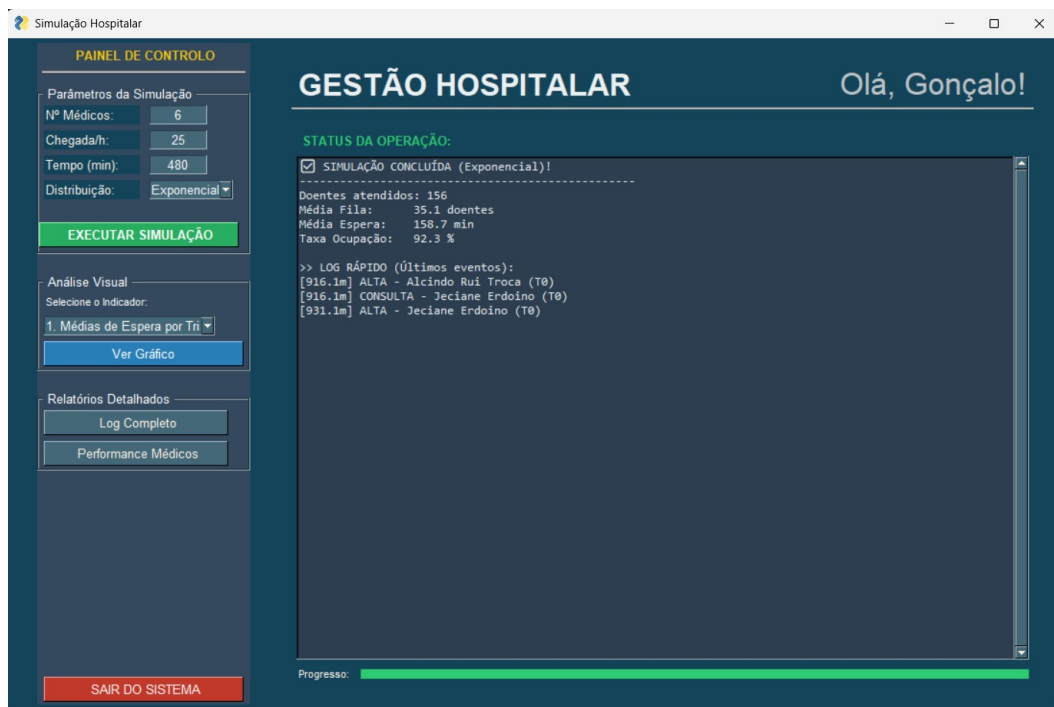 Simulação Hospitalar
PAINEL DE CONTROLO
Parâmetros da Simulação
Nº Médicos: 6
Chegada/h: 25
Tempo (min): 480
Distribuição: Exponencial
EXECUTAR SIMULAÇÃO
Análise Visual
Selecione o Indicador:
1. Médias de Espera por Tri
Ver Gráfico
Relatórios Detalhados
Log Completo
Performance Médicos
SAIR DO SISTEMA
GESTÃO HOSPITALAR
Olá, Gonçalo!
STATUS DA OPERAÇÃO:
☑ SIMULAÇÃO CONCLUÍDA (Exponencial)!
--------------------------------------------------
Doentes atendidos: 156
Média Fila: 35.1 doentes
Média Espera: 158.7 min
Taxa Ocupação: 92.3 %
>> LOG RÁPIDO (Últimos eventos):
[916.1m] ALTA - Alcindo Rui Troca (T0)
[916.1m] CONSULTA - Jeciane Erdoino (T0)
[931.1m] ALTA - Jeciane Erdoino (T0)
Progresso: